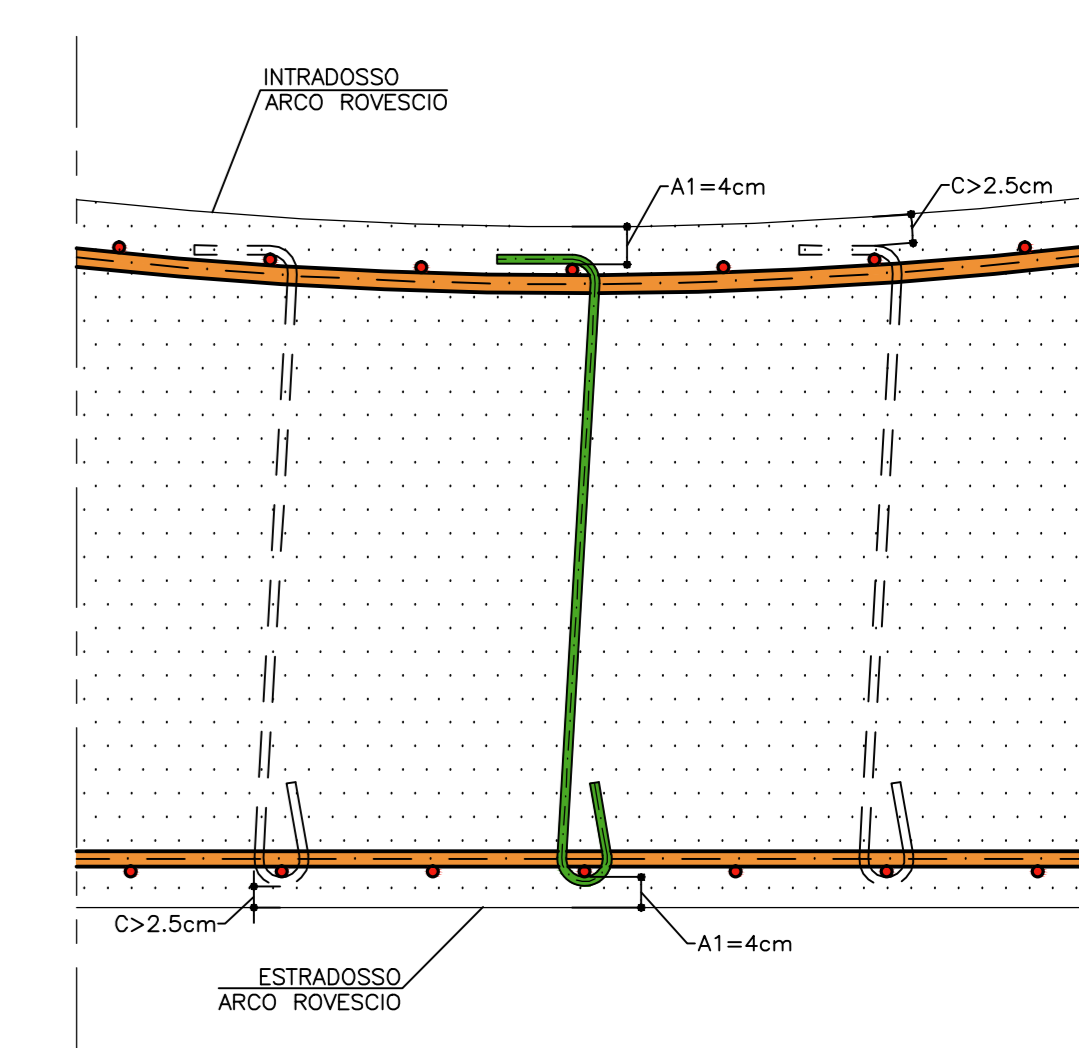 INTRADOSSO
ARCO ROVESCIO
A1=4cm
C>2.5cm
C>2.5cm
A1=4cm
ESTRADOSSO
ARCO ROVESCIO